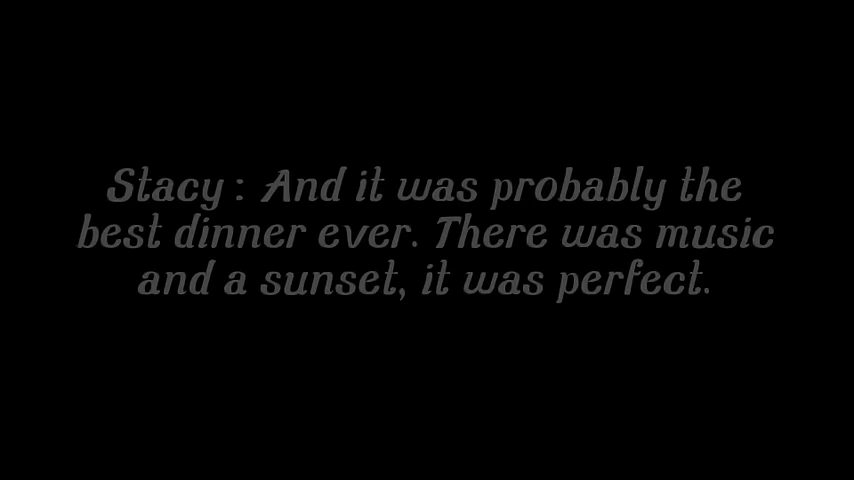 Stacy : And it was probably the
best dinner ever. There was music
and a sunset, it was perfect.